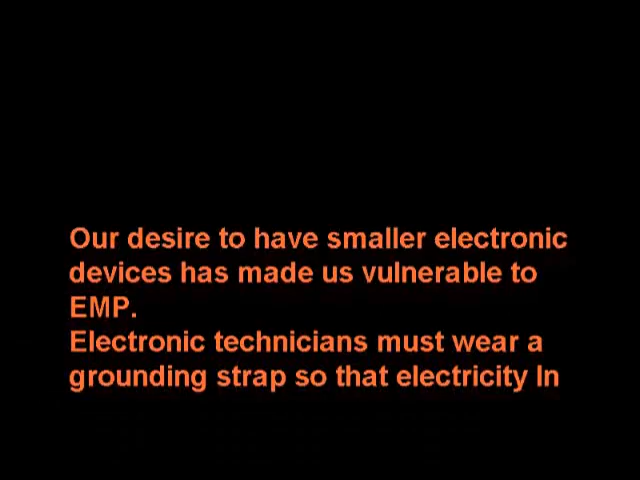 Our desire to have smaller electronic
devices has made us vulnerable to
EMP.
Electronic technicians must wear a
grounding strap so that electricity In